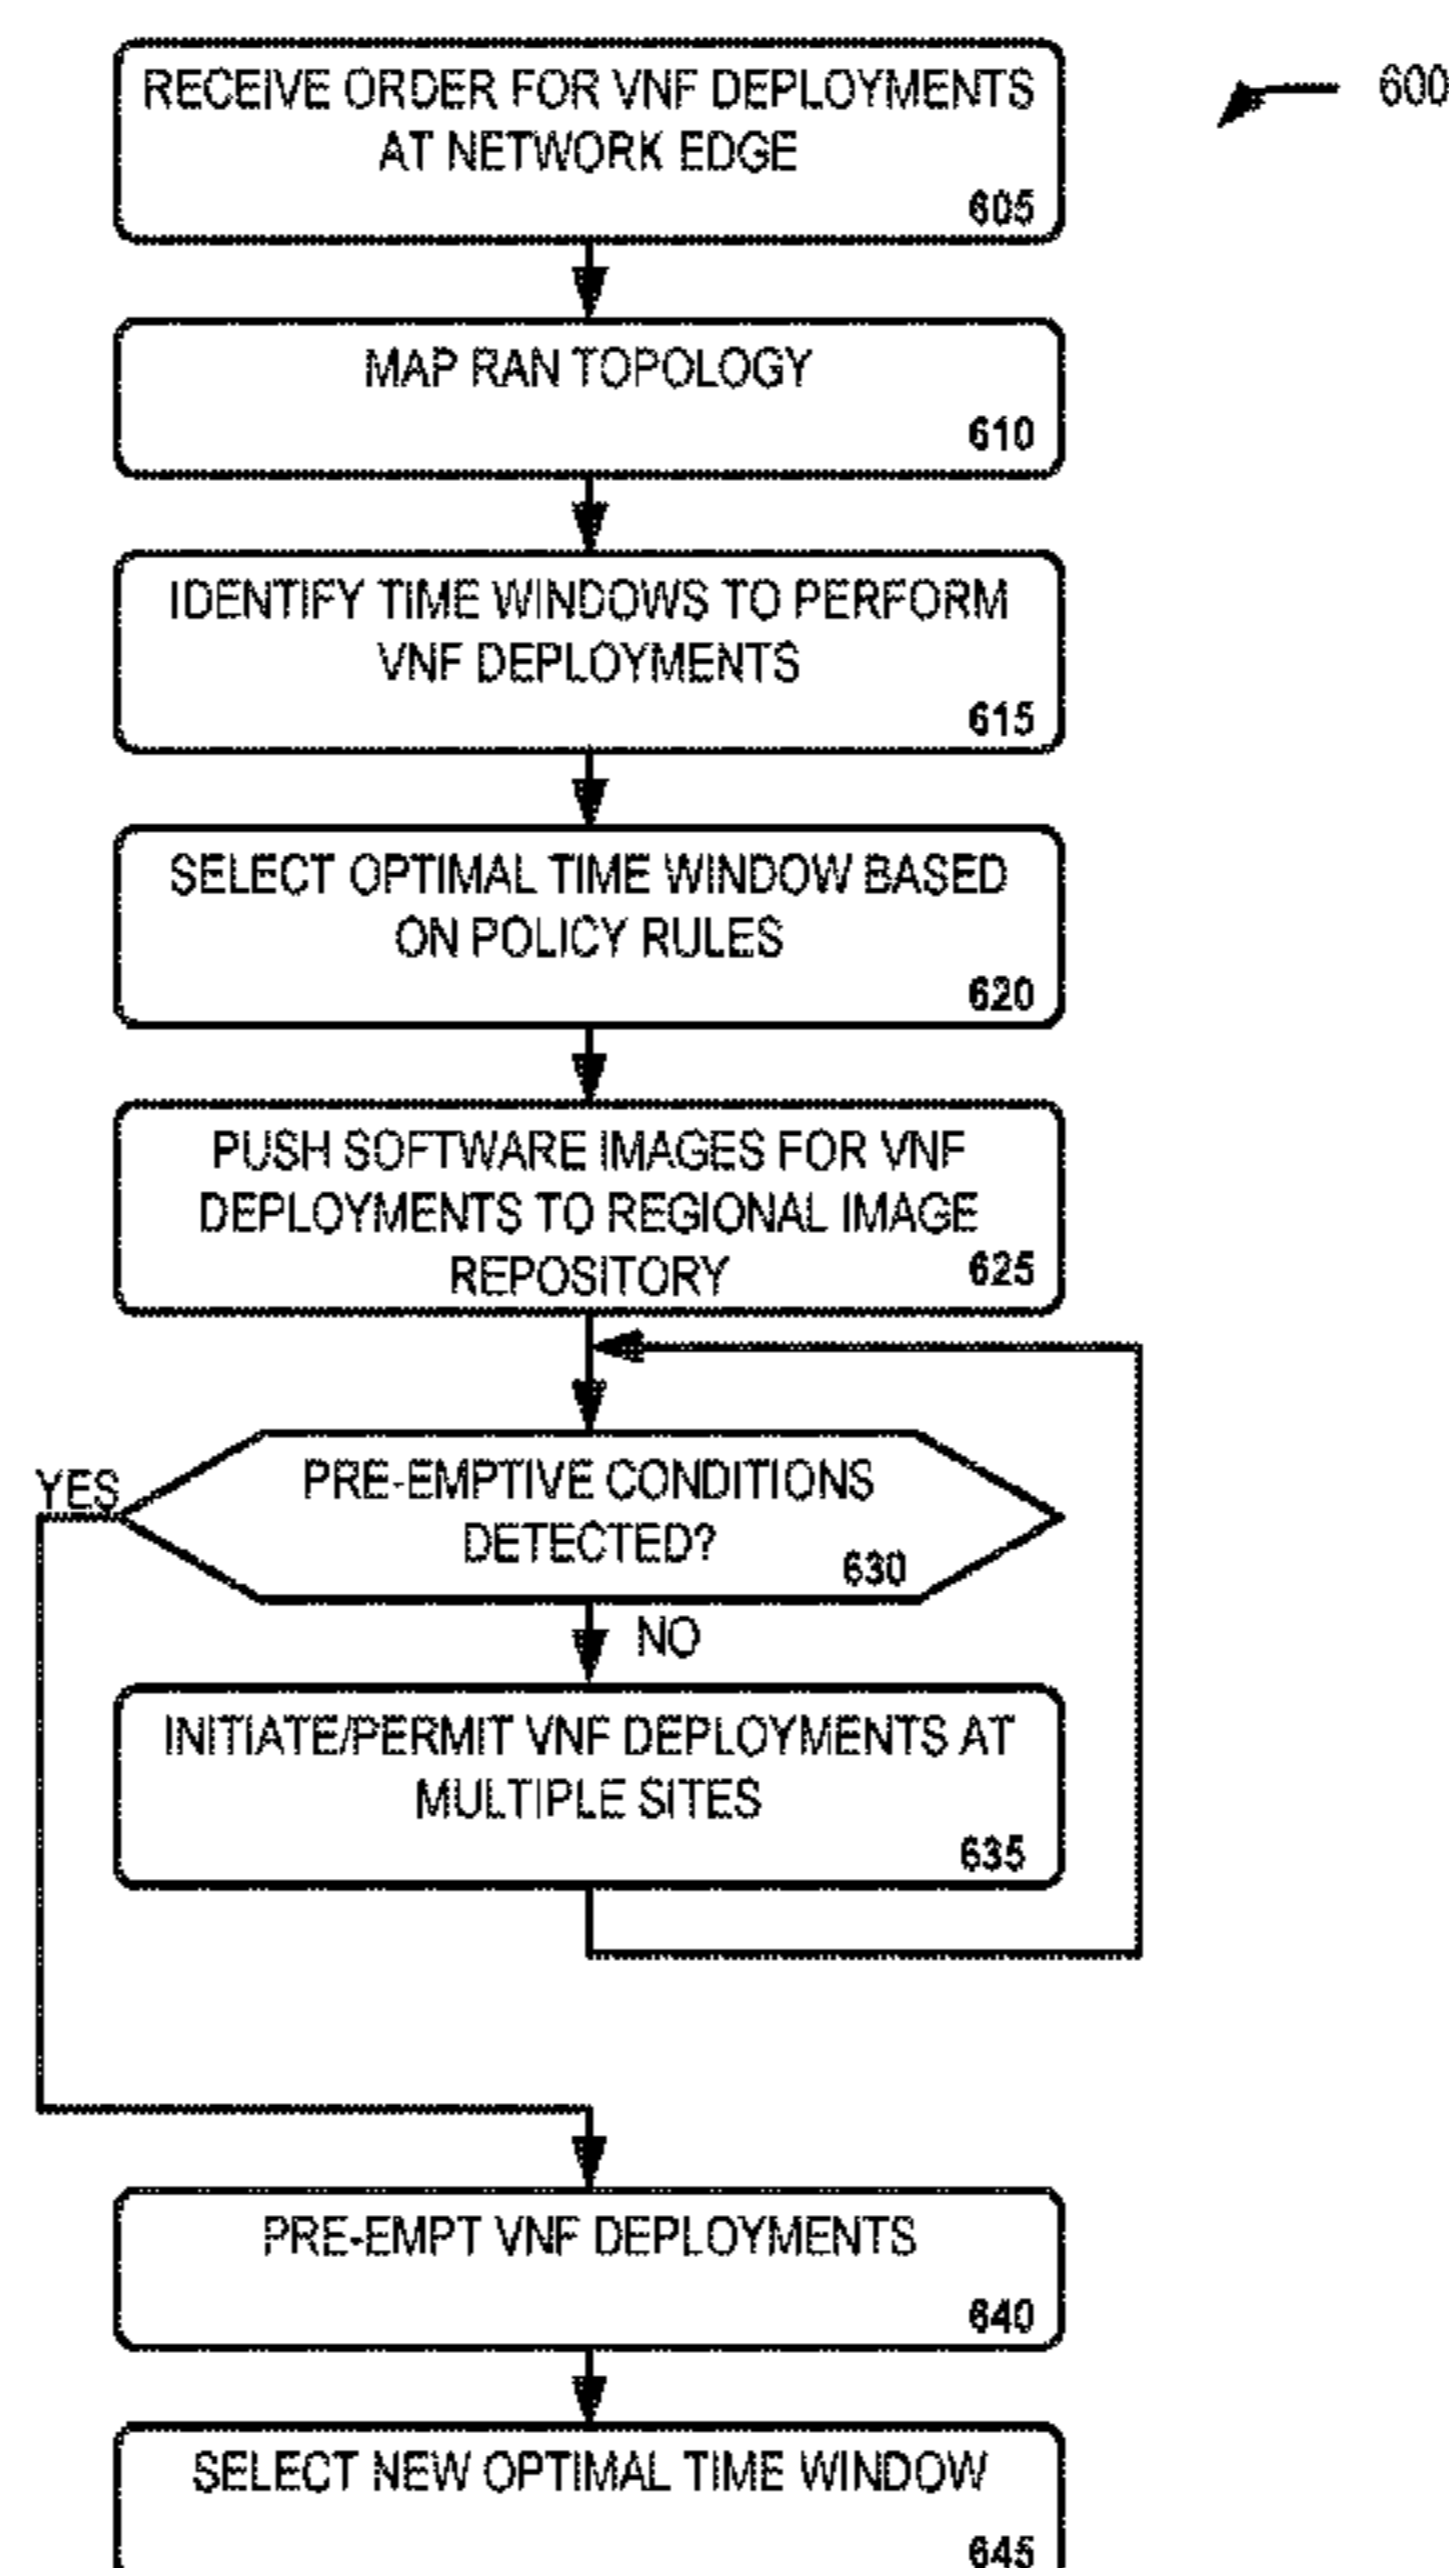 RECEIVE ORDER FOR VNF DEPLOYMENTS
AT NETWORK EDGE
605
600
MAP RAN TOPOLOGY
610
IDENTIFY TIME WINDOWS TO PERFORM
VNF DEPLOYMENTS
615
SELECT OPTIMAL TIME WINDOW BASED
ON POLICY RULES
620
PUSH SOFTWARE IMAGES FOR VNF
DEPLOYMENTS TO REGIONAL IMAGE
REPOSITORY
625
YES
PRE-EMPTIVE CONDITIONS
DETECTED?
630
NO
INITIATE/PERMIT VNF DEPLOYMENTS AT
MULTIPLE SITES
635
PRE-EMPT VNF DEPLOYMENTS
640
SELECT NEW OPTIMAL TIME WINDOW
645